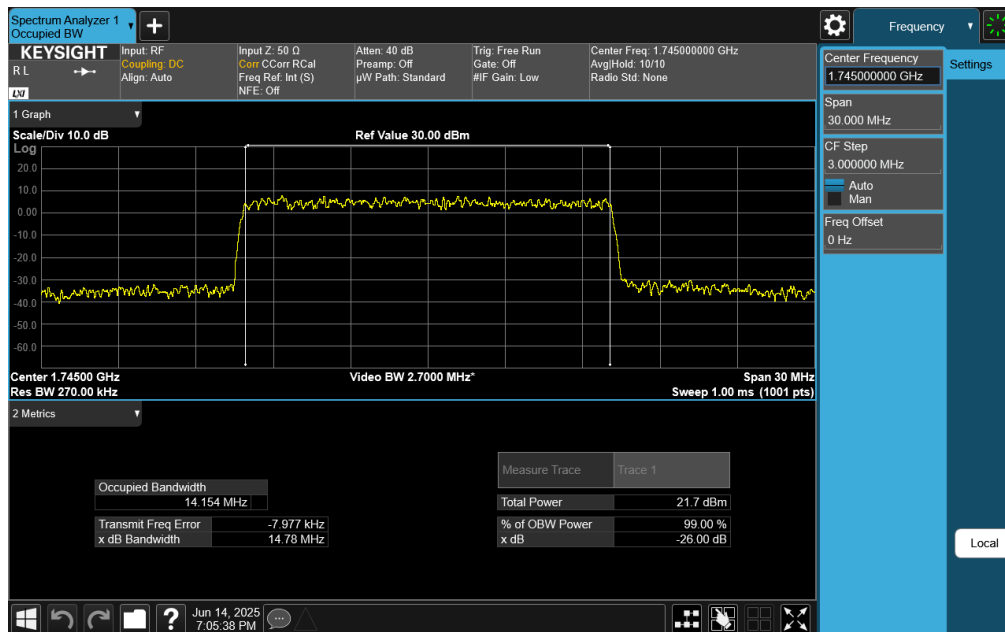 Spectrum Analyzer 1
Occupied BW
Frequency
KEYSIGHT
R L
LXI
Input: RF
Coupling: DC
Align: Auto
Input Z: 50 Ω
Corr CCorr RCal
Freq Ref: Int (S)
NFE: Off
Atten: 40 dB
Preamp: Off
µW Path: Standard
Trig: Free Run
Gate: Off
#IF Gain: Low
Center Freq: 1.745000000 GHz
Avg|Hold: 10/10
Radio Std: None
Center Frequency
1.745000000 GHz
Settings
Span
30.000 MHz
CF Step
3.000000 MHz
Auto
Man
Freq Offset
0 Hz
1 Graph
Scale/Div 10.0 dB
Ref Value 30.00 dBm
Log
20.0
10.0
0.00
-10.0
-20.0
-30.0
-40.0
-50.0
-60.0
Center 1.74500 GHz
Video BW 2.7000 MHz*
Span 30 MHz
Res BW 270.00 kHz
Sweep 1.00 ms (1001 pts)
2 Metrics
Measure Trace
Trace 1
Occupied Bandwidth
14.154 MHz
Total Power
21.7 dBm
Transmit Freq Error
-7.977 kHz
% of OBW Power
99.00 %
x dB Bandwidth
14.78 MHz
x dB
-26.00 dB
Local
Jun 14, 2025
7:05:38 PM